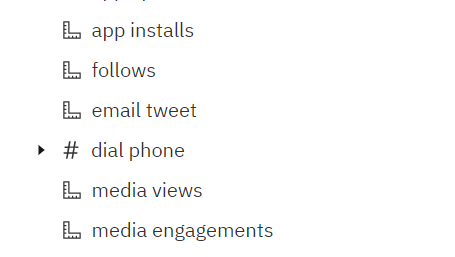 app installs
follows
email tweet
# dial phone
media views
media engagements